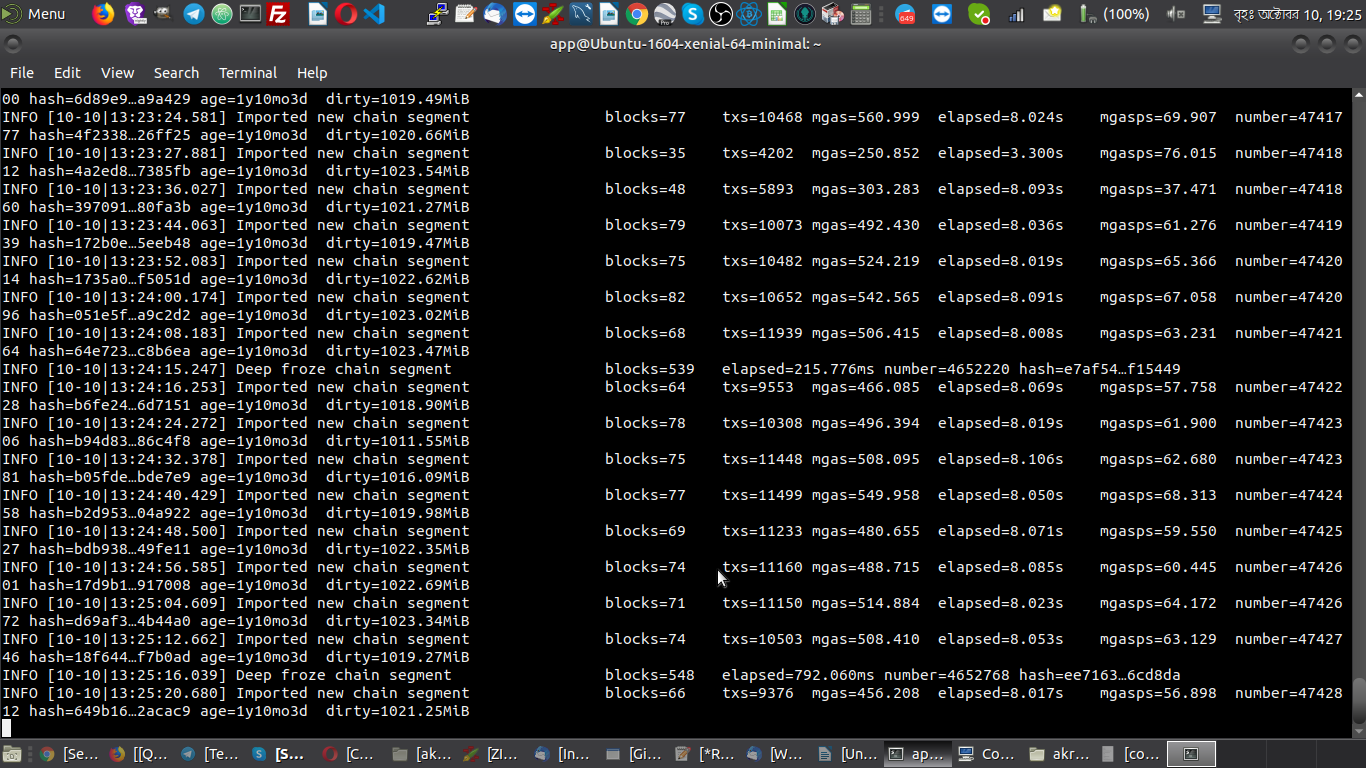 Menu
649
(100%)
বৃহঃ অক্টোবর 10, 19:25
app@Ubuntu-1604-xenial-64-minimal: ~
File Edit View Search Terminal Help
00 hash=6d89e9…a9a429 age=1y10mo3d dirty=1019.49MiB
INFO [10-10|13:23:24.581] Imported new chain segment blocks=77 txs=10468 mgas=560.999 elapsed=8.024s mgasps=69.907 number=47417
77 hash=4f2338…26ff25 age=1y10mo3d dirty=1020.66MiB
INFO [10-10|13:23:27.881] Imported new chain segment blocks=35 txs=4202 mgas=250.852 elapsed=3.300s mgasps=76.015 number=47418
12 hash=4a2ed8…7385fb age=1y10mo3d dirty=1023.54MiB
INFO [10-10|13:23:36.027] Imported new chain segment blocks=48 txs=5893 mgas=303.283 elapsed=8.093s mgasps=37.471 number=47418
60 hash=397091…80fa3b age=1y10mo3d dirty=1021.27MiB
INFO [10-10|13:23:44.063] Imported new chain segment blocks=79 txs=10073 mgas=492.430 elapsed=8.036s mgasps=61.276 number=47419
39 hash=172b0e…5eeb48 age=1y10mo3d dirty=1019.47MiB
INFO [10-10|13:23:52.083] Imported new chain segment blocks=75 txs=10482 mgas=524.219 elapsed=8.019s mgasps=65.366 number=47420
14 hash=1735a0…f5051d age=1y10mo3d dirty=1022.62MiB
INFO [10-10|13:24:00.174] Imported new chain segment blocks=82 txs=10652 mgas=542.565 elapsed=8.091s mgasps=67.058 number=47420
96 hash=051e5f…a9c2d2 age=1y10mo3d dirty=1023.02MiB
INFO [10-10|13:24:08.183] Imported new chain segment blocks=68 txs=11939 mgas=506.415 elapsed=8.008s mgasps=63.231 number=47421
64 hash=64e723…c8b6ea age=1y10mo3d dirty=1023.47MiB
INFO [10-10|13:24:15.247] Deep froze chain segment blocks=539 elapsed=215.776ms number=4652220 hash=e7af54…f15449
INFO [10-10|13:24:16.253] Imported new chain segment blocks=64 txs=9553 mgas=466.085 elapsed=8.069s mgasps=57.758 number=47422
28 hash=b6fe24…6d7151 age=1y10mo3d dirty=1018.90MiB
INFO [10-10|13:24:24.272] Imported new chain segment blocks=78 txs=10308 mgas=496.394 elapsed=8.019s mgasps=61.900 number=47423
06 hash=b94d83…86c4f8 age=1y10mo3d dirty=1011.55MiB
INFO [10-10|13:24:32.378] Imported new chain segment blocks=75 txs=11448 mgas=508.095 elapsed=8.106s mgasps=62.680 number=47423
81 hash=b05fde…bde7e9 age=1y10mo3d dirty=1016.09MiB
INFO [10-10|13:24:40.429] Imported new chain segment blocks=77 txs=11499 mgas=549.958 elapsed=8.050s mgasps=68.313 number=47424
58 hash=b2d953…04a922 age=1y10mo3d dirty=1019.98MiB
INFO [10-10|13:24:48.500] Imported new chain segment blocks=69 txs=11233 mgas=480.655 elapsed=8.071s mgasps=59.550 number=47425
27 hash=bdb938…49fe11 age=1y10mo3d dirty=1022.35MiB
INFO [10-10|13:24:56.585] Imported new chain segment blocks=74 txs=11160 mgas=488.715 elapsed=8.085s mgasps=60.445 number=47426
01 hash=17d9b1…917008 age=1y10mo3d dirty=1022.69MiB
INFO [10-10|13:25:04.609] Imported new chain segment blocks=71 txs=11150 mgas=514.884 elapsed=8.023s mgasps=64.172 number=47426
72 hash=d69af3…4b44a0 age=1y10mo3d dirty=1023.34MiB
INFO [10-10|13:25:12.662] Imported new chain segment blocks=74 txs=10503 mgas=508.410 elapsed=8.053s mgasps=63.129 number=47427
46 hash=18f644…f7b0ad age=1y10mo3d dirty=1019.27MiB
INFO [10-10|13:25:16.039] Deep froze chain segment blocks=548 elapsed=792.060ms number=4652768 hash=ee7163…6cd8da
INFO [10-10|13:25:20.680] Imported new chain segment blocks=66 txs=9376 mgas=456.208 elapsed=8.017s mgasps=56.898 number=47428
12 hash=649b16…2acac9 age=1y10mo3d dirty=1021.25MiB
[Se... [[Q... [Te... [S... [C... [ak... [ZI... [In... [Gi... [*R... [W... [Un... ap... Co... akr... [co...